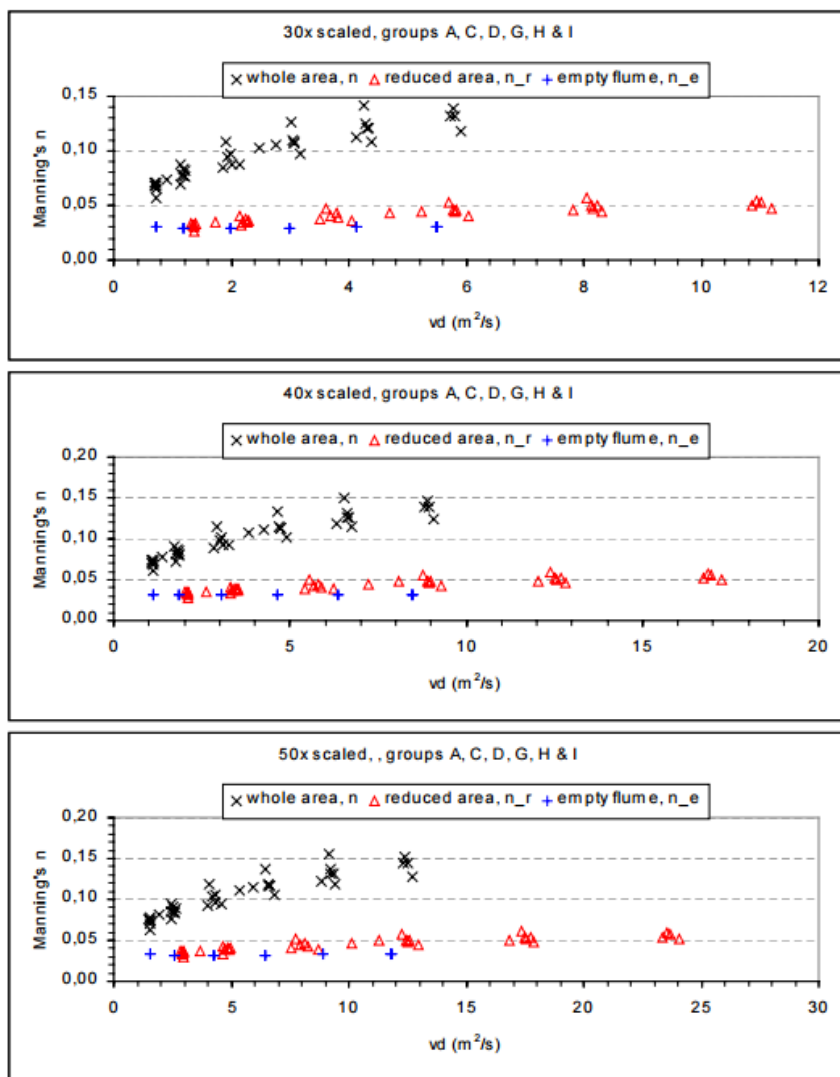 30x scaled, groups A, C, D, G, H & I
× whole area, n △ reduced area, n_r + empty flume, n_e
0,15
0,10
0,05
0,00
Manning's n
0 2 4 6 8 10 12
vd (m²/s)
40x scaled, groups A, C, D, G, H & I
× whole area, n △ reduced area, n_r + empty flume, n_e
0,20
0,15
0,10
0,05
0,00
Manning's n
0 5 10 15 20
vd (m²/s)
50x scaled, , groups A, C, D, G, H & I
× whole area, n △ reduced area, n_r + empty flume, n_e
0,20
0,15
0,10
0,05
0,00
Manning's n
0 5 10 15 20 25 30
vd (m²/s)